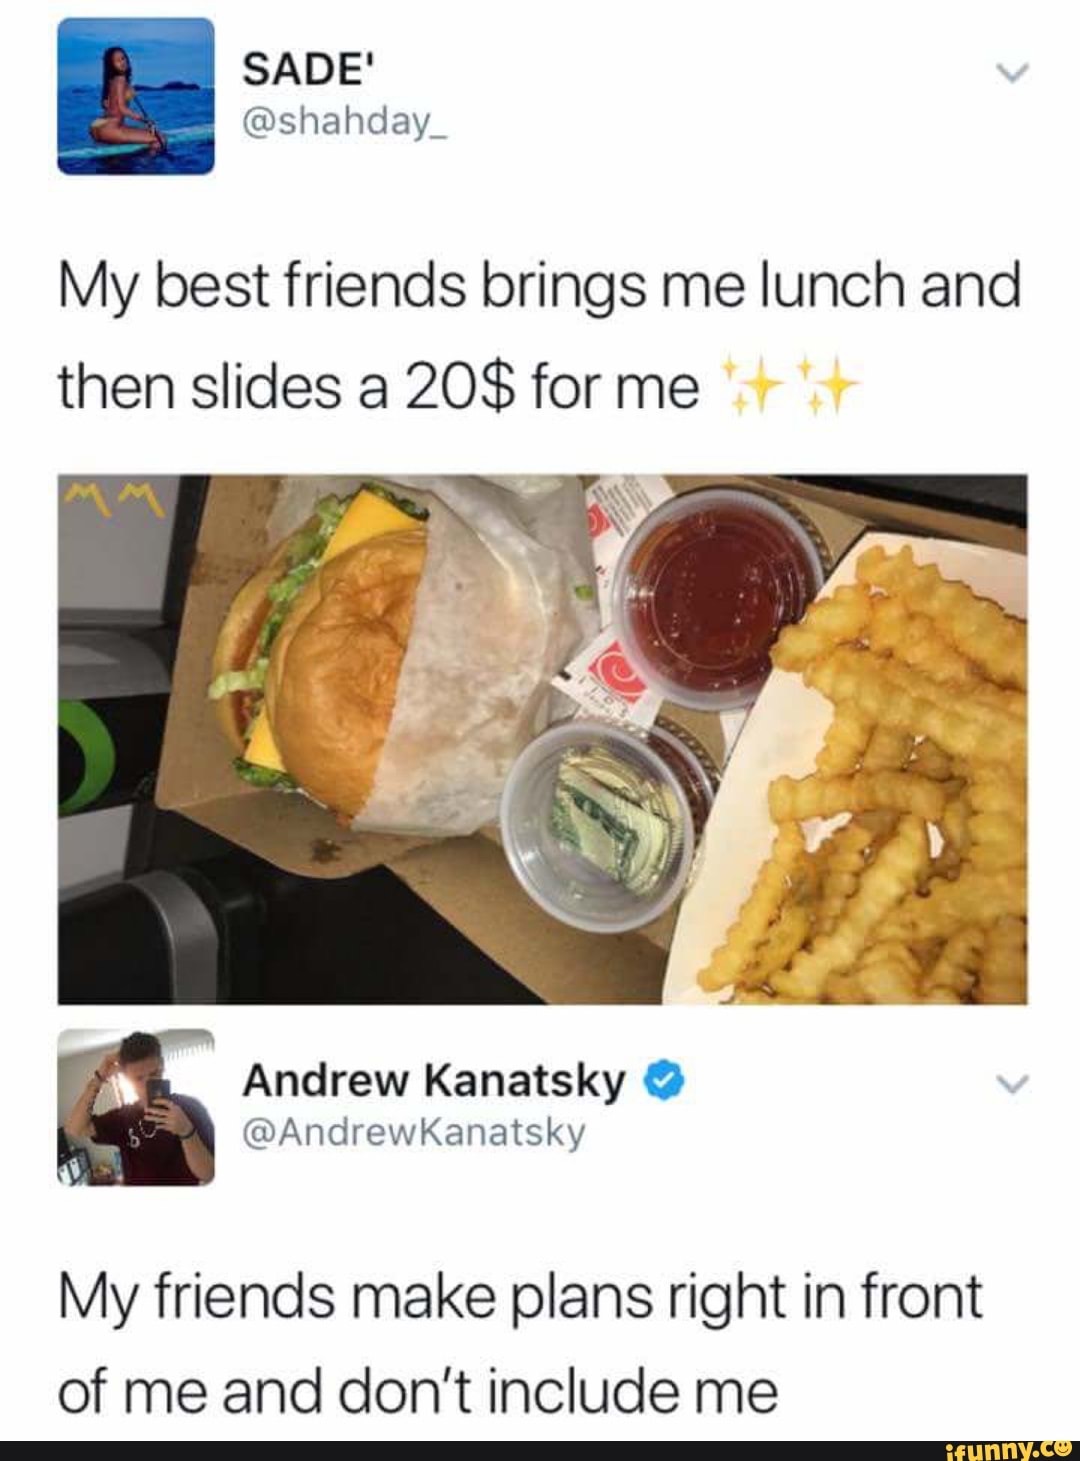 SADE'
@shahday_
My best friends brings me lunch and
then slides a 20$ for me ✨ ✨
Andrew Kanatsky
@AndrewKanatsky
My friends make plans right in front
of me and don't include me
ifunny.co